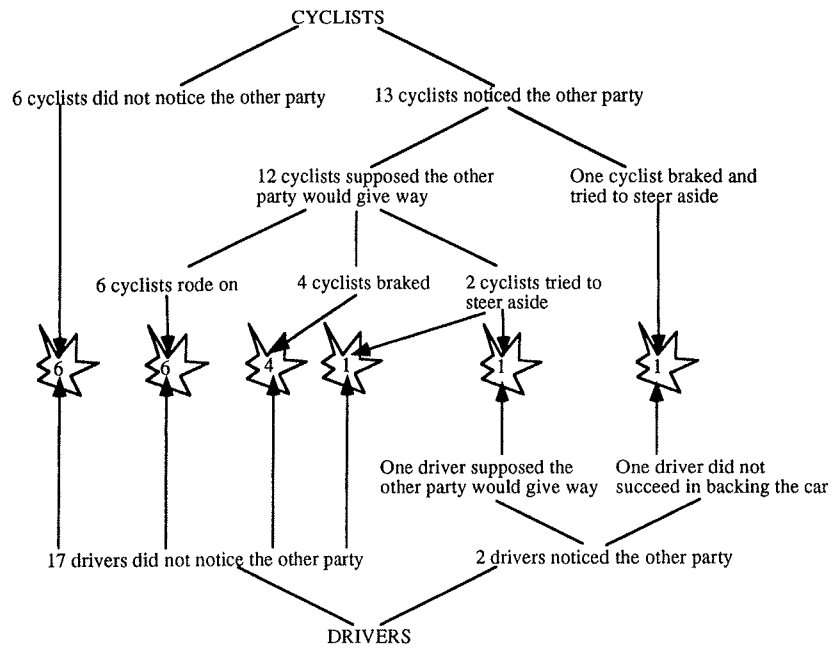 CYCLISTS
6 cyclists did not notice the other party
13 cyclists noticed the other party
12 cyclists supposed the other
party would give way
One cyclist braked and
tried to steer aside
6 cyclists rode on
4 cyclists braked
2 cyclists tried to
steer aside
6
6
4
1
1
1
One driver supposed the
other party would give way
One driver did not
succeed in backing the car
17 drivers did not notice the other party
2 drivers noticed the other party
DRIVERS